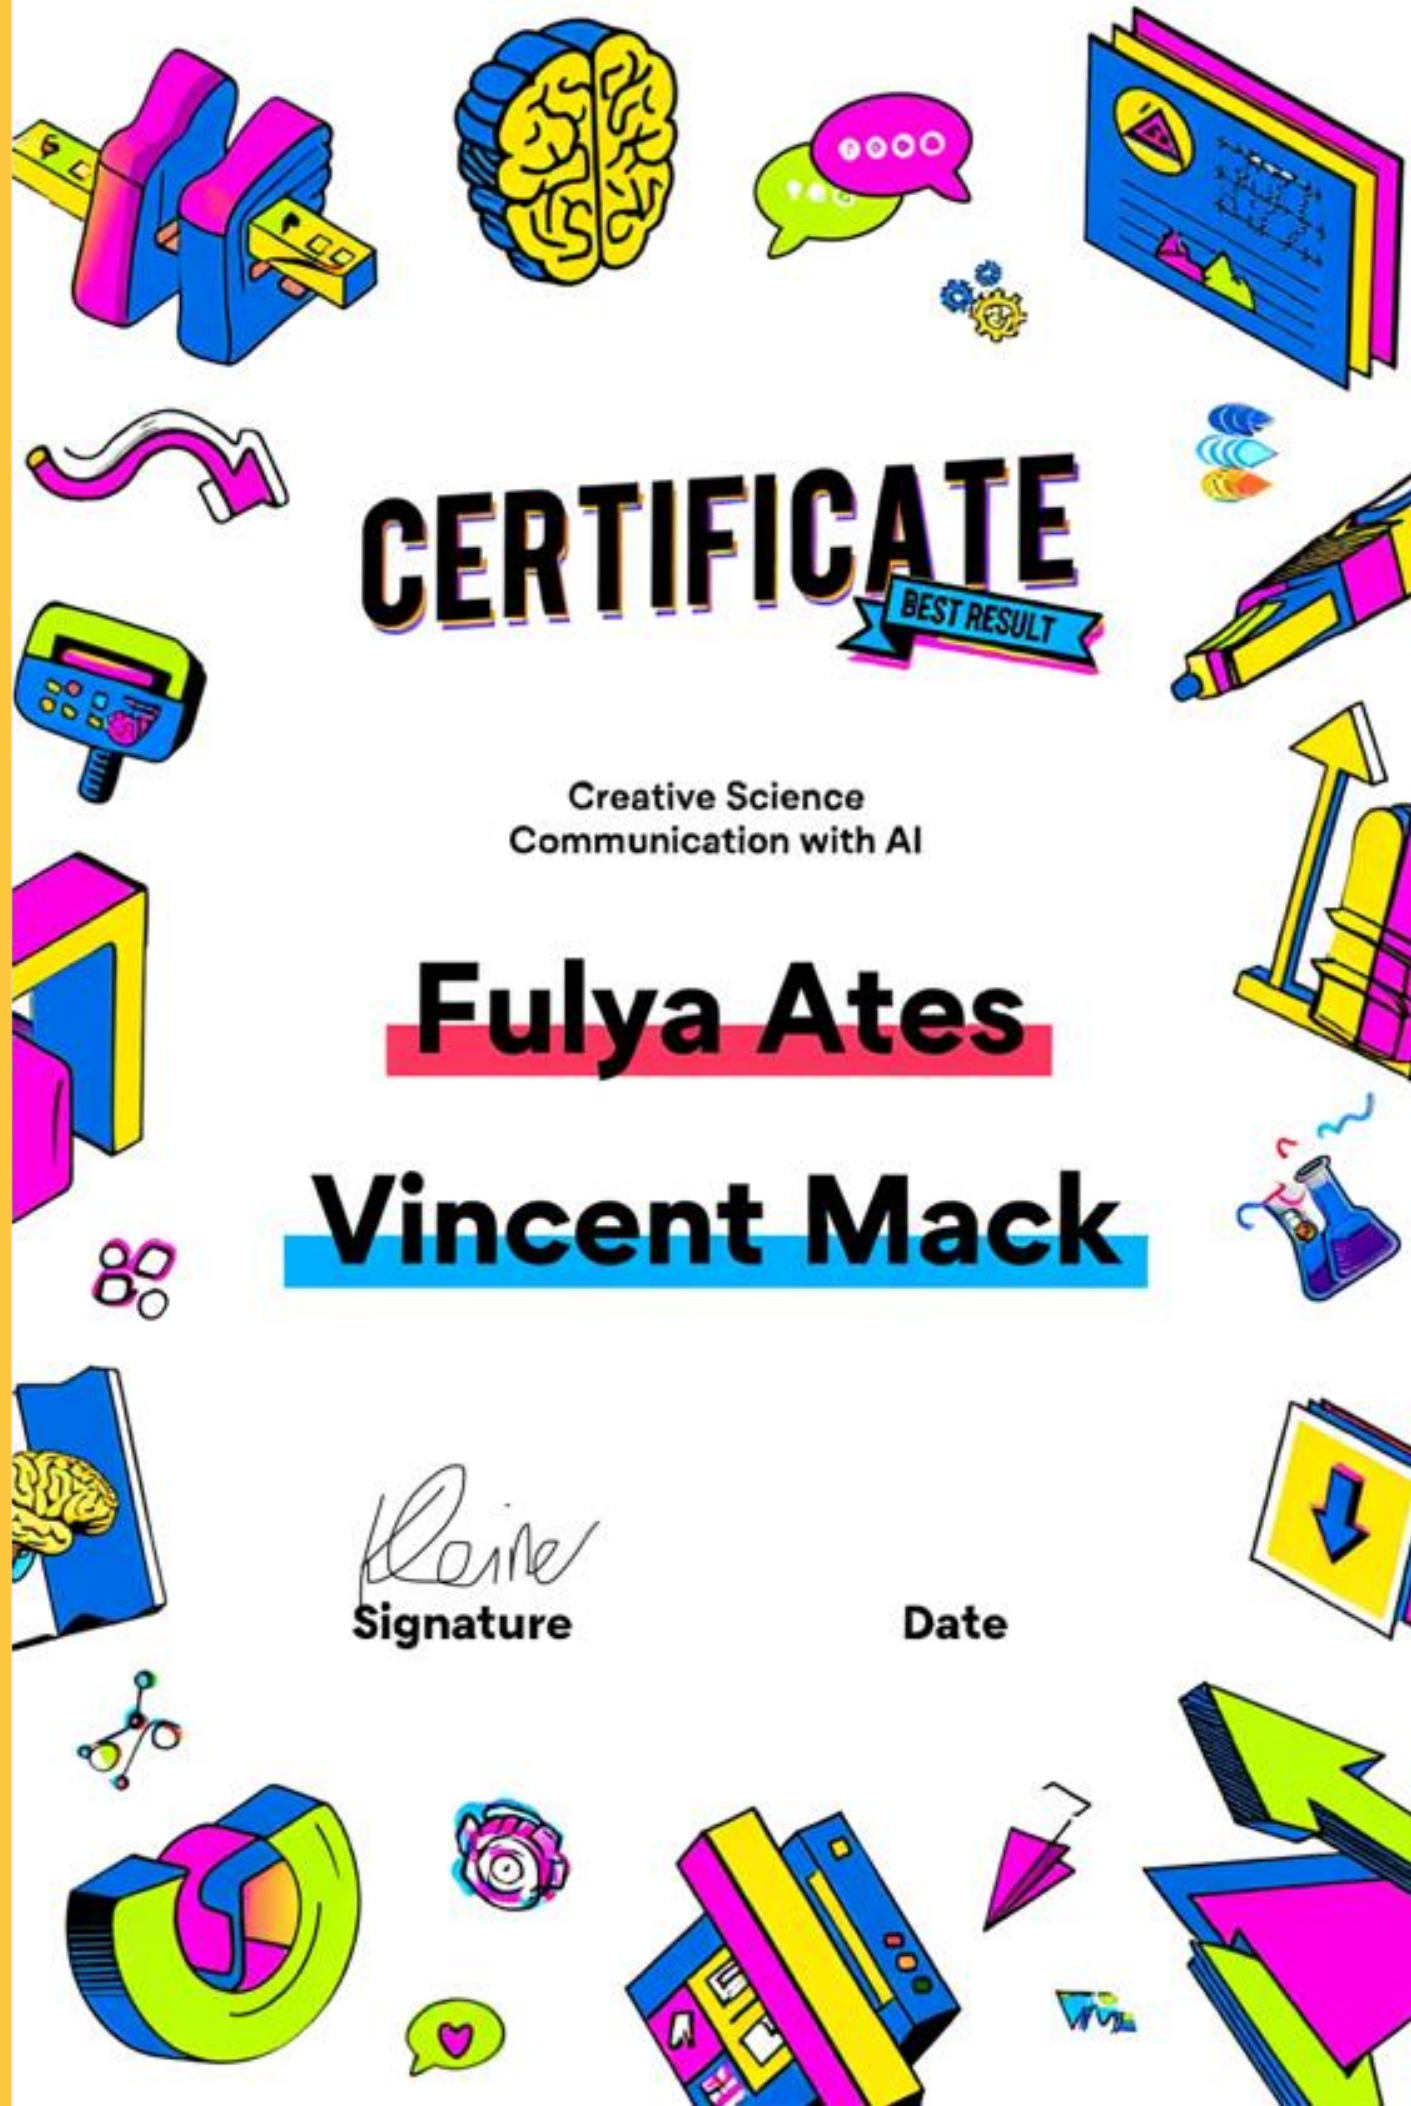 CERTIFICATE
BEST RESULT
Creative Science
Communication with AI
Fulya Ates
Vincent Mack
Signature
Date